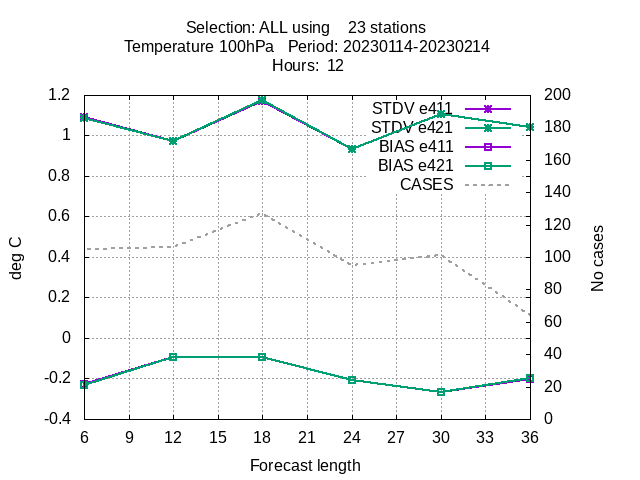 Selection: ALL using    23 stations
Temperature 100hPa   Period: 20230114-20230214
Hours:  12
1.2
1
0.8
0.6
0.4
0.2
0
-0.2
-0.4
deg C
STDV e411
STDV e421
BIAS e411
BIAS e421
CASES
200
180
160
140
120
100
80
60
40
20
0
No cases
6 9 12 15 18 21 24 27 30 33 36
Forecast length